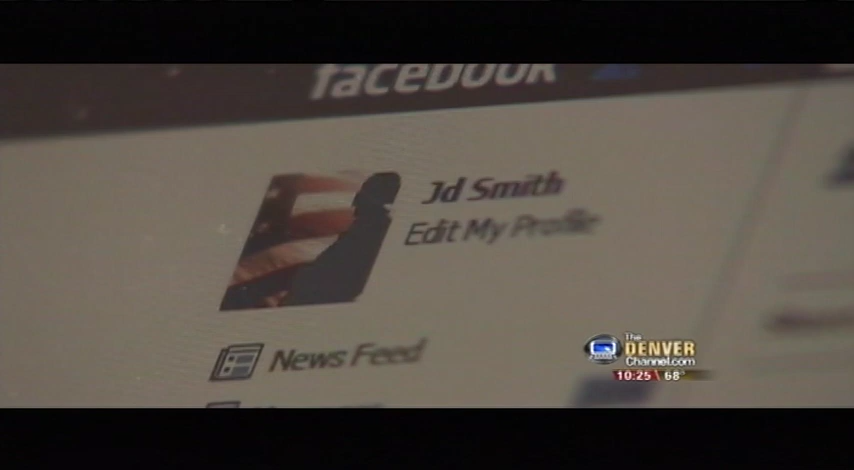 facebook
Jd Smith
Edit My Profile
News Feed
The
DENVER
Channel.com
10:25 68°